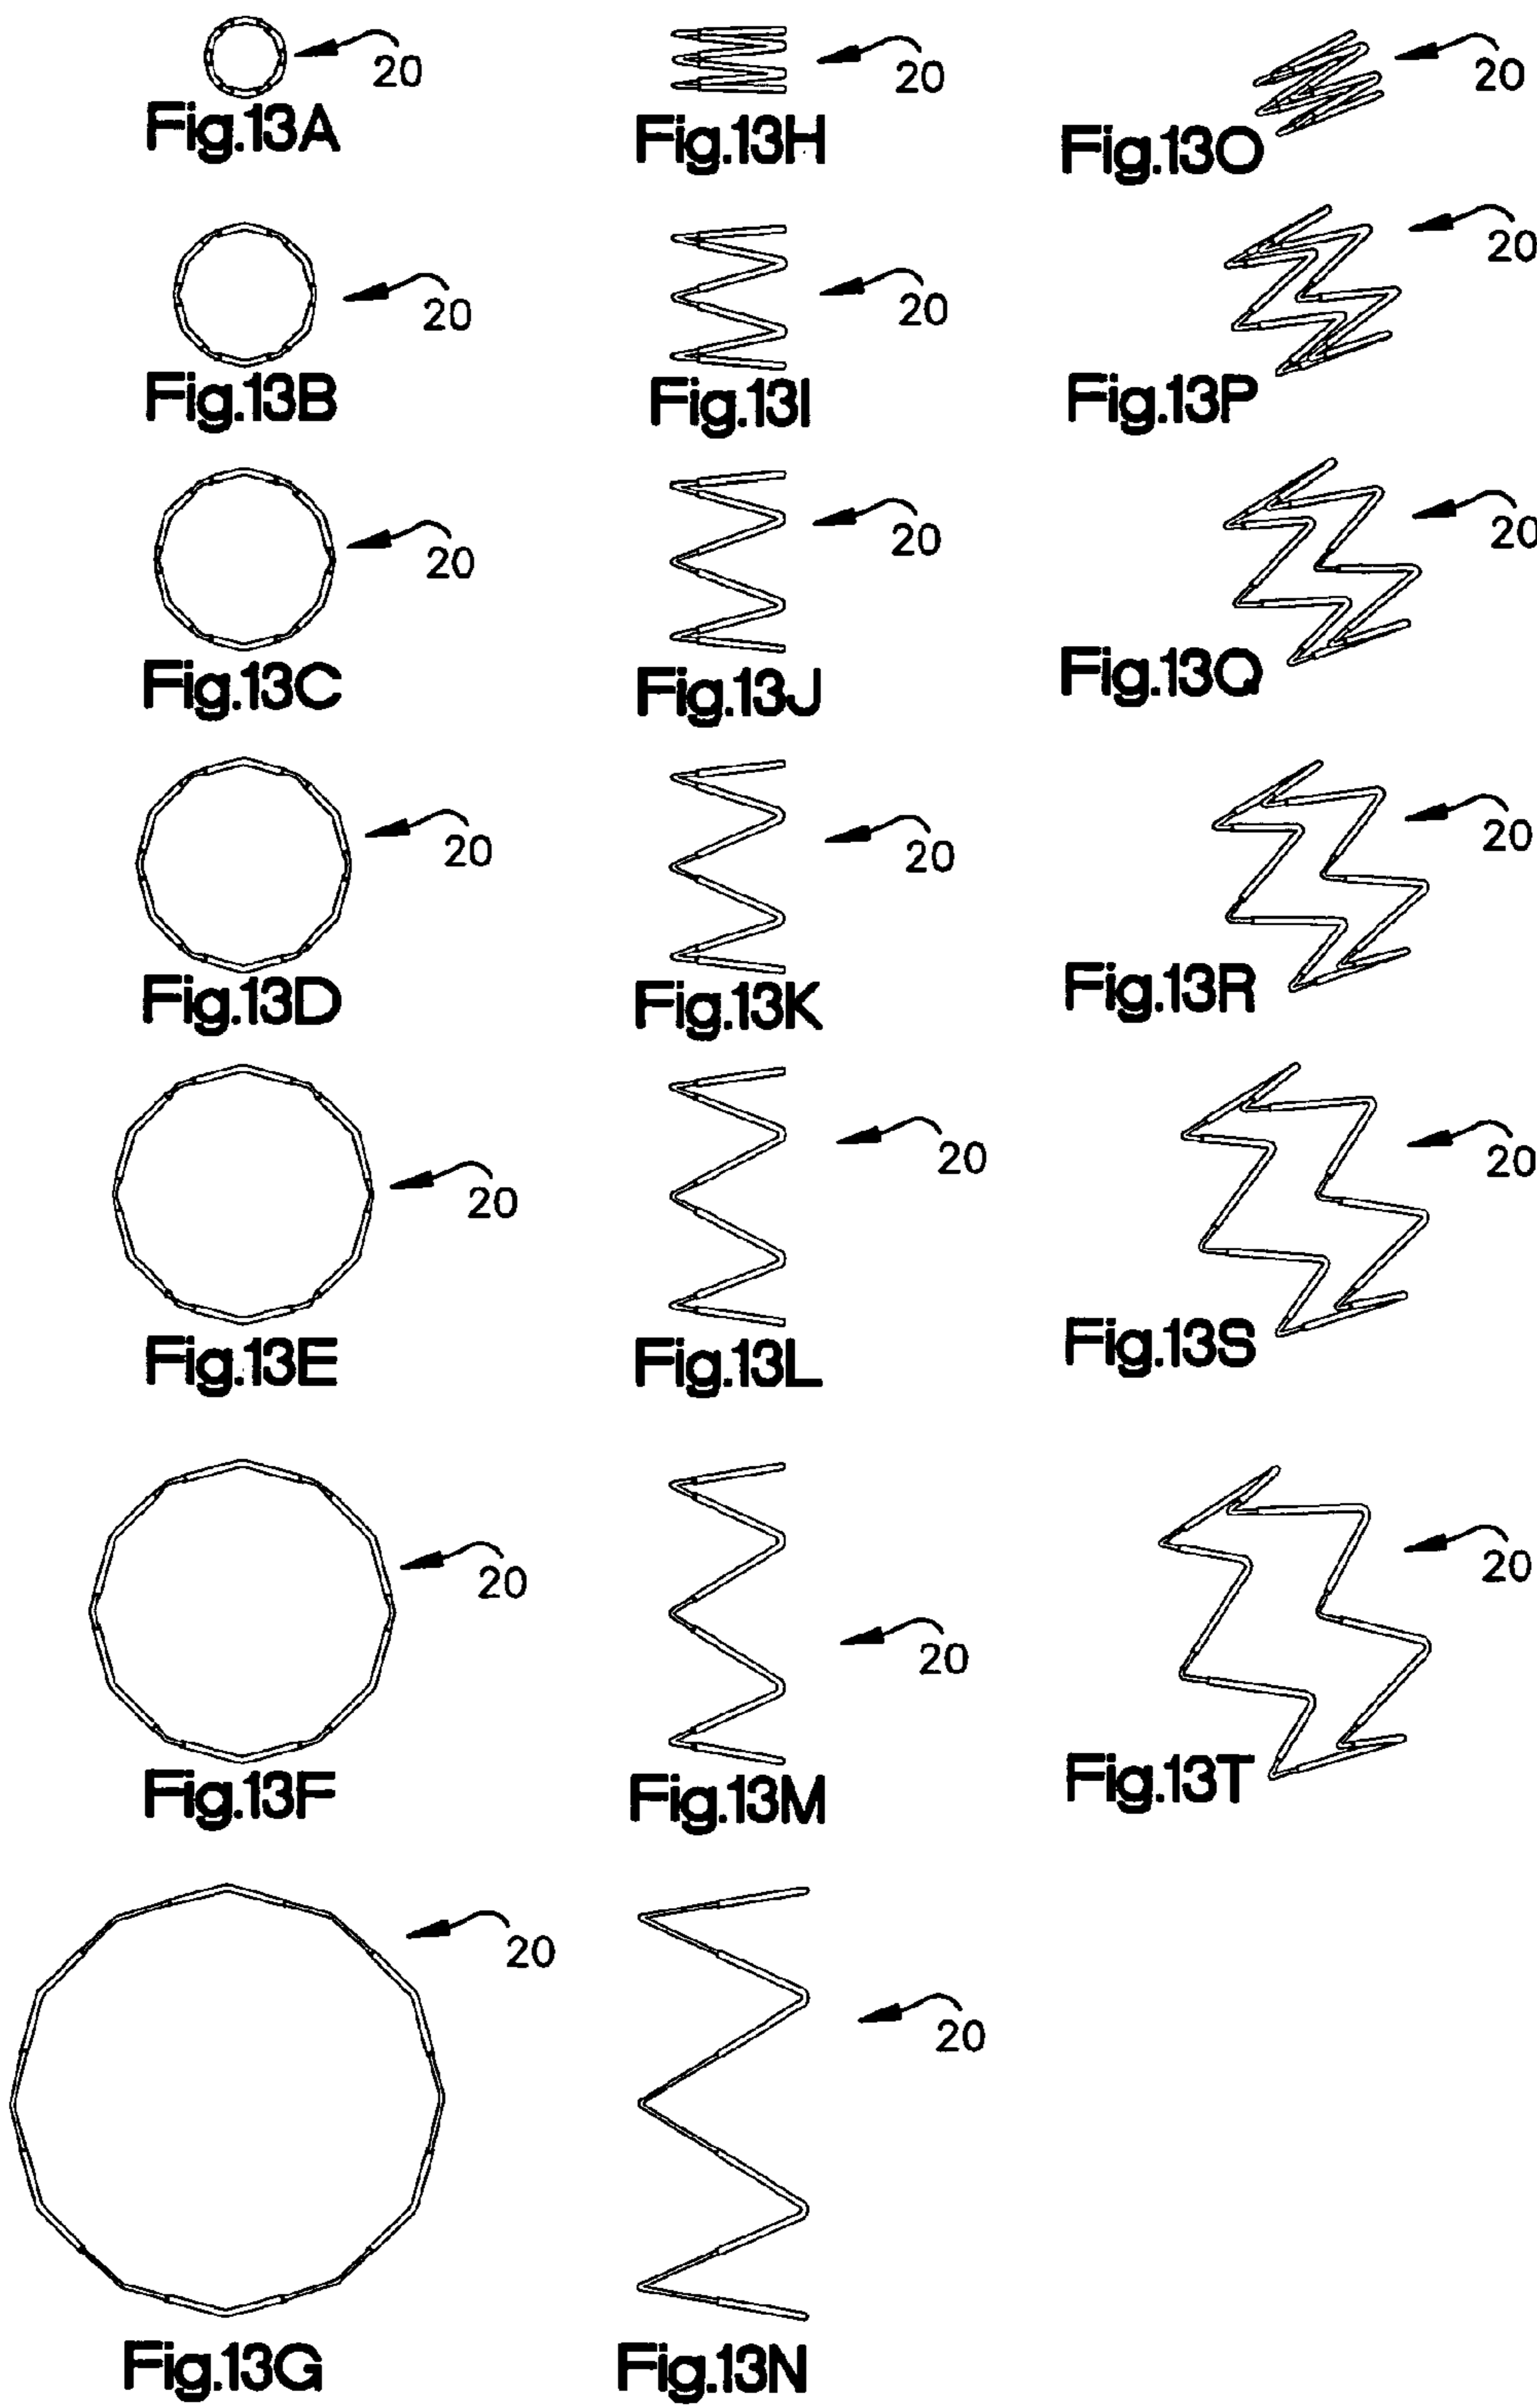 20
20
20
Fig.13A
Fig.13H
Fig.13O
20
20
20
Fig.13B
Fig.13I
Fig.13P
20
20
20
Fig.13C
Fig.13J
Fig.13Q
20
20
20
Fig.13D
Fig.13K
Fig.13R
20
20
20
Fig.13E
Fig.13L
Fig.13S
20
20
20
Fig.13F
Fig.13M
Fig.13T
20
20
Fig.13G
Fig.13N